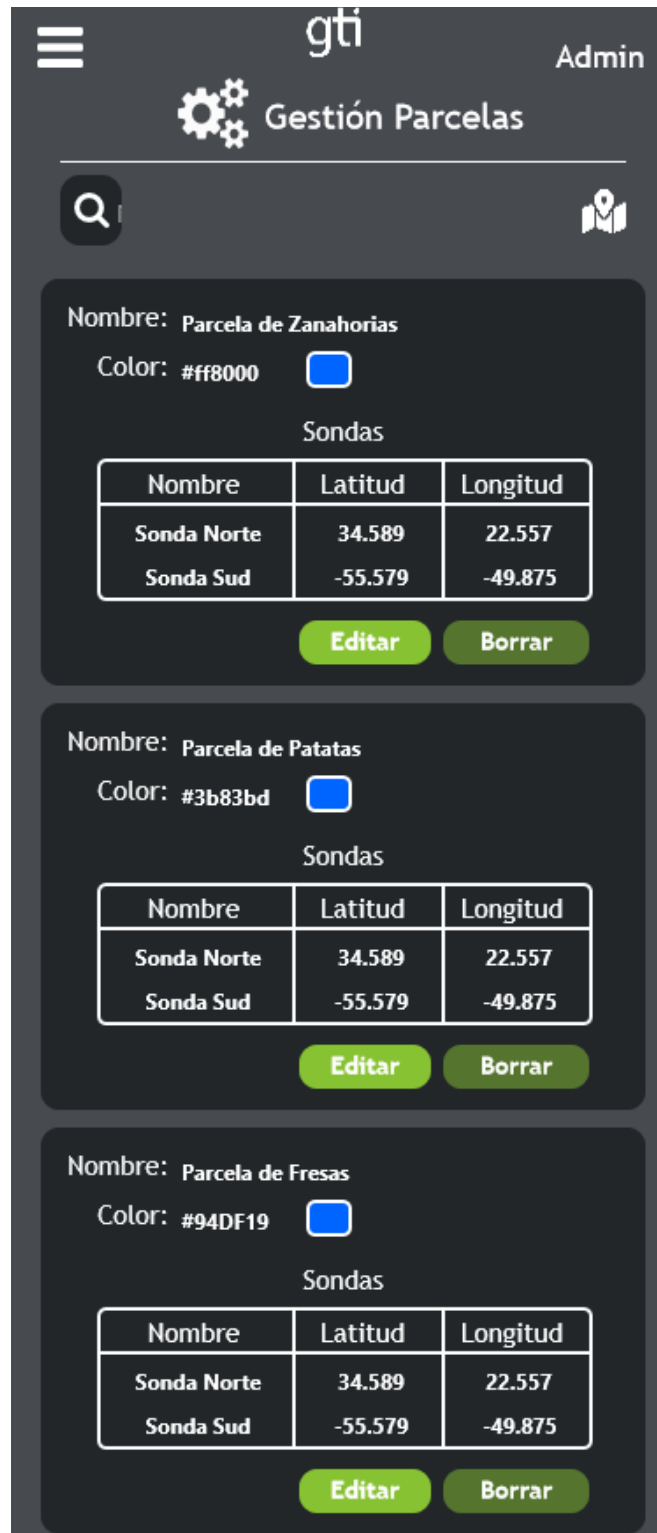 gti
Admin
Gestión Parcelas
Nombre: Parcela de Zanahorias
Color: #ff8000
Sondas
Nombre Latitud Longitud
Sonda Norte 34.589 22.557
Sonda Sud -55.579 -49.875
Editar Borrar
Nombre: Parcela de Patatas
Color: #3b83bd
Sondas
Nombre Latitud Longitud
Sonda Norte 34.589 22.557
Sonda Sud -55.579 -49.875
Editar Borrar
Nombre: Parcela de Fresas
Color: #94DF19
Sondas
Nombre Latitud Longitud
Sonda Norte 34.589 22.557
Sonda Sud -55.579 -49.875
Editar Borrar